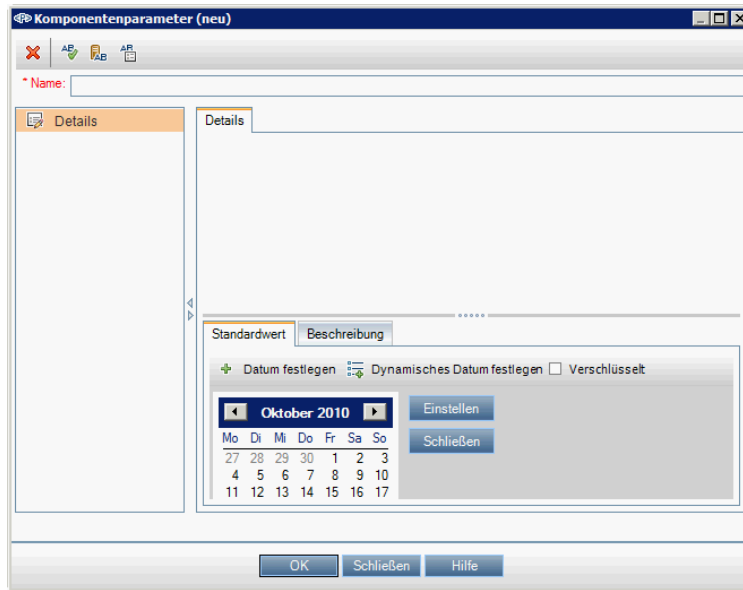 Komponentenparameter (neu)
* Name:
Details
Details
Standardwert Beschreibung
Datum festlegen Dynamisches Datum festlegen Verschlüsselt
Oktober 2010
Einstellen
Schließen
Mo Di Mi Do Fr Sa So
27 28 29 30 1 2 3
4 5 6 7 8 9 10
11 12 13 14 15 16 17
OK Schließen Hilfe